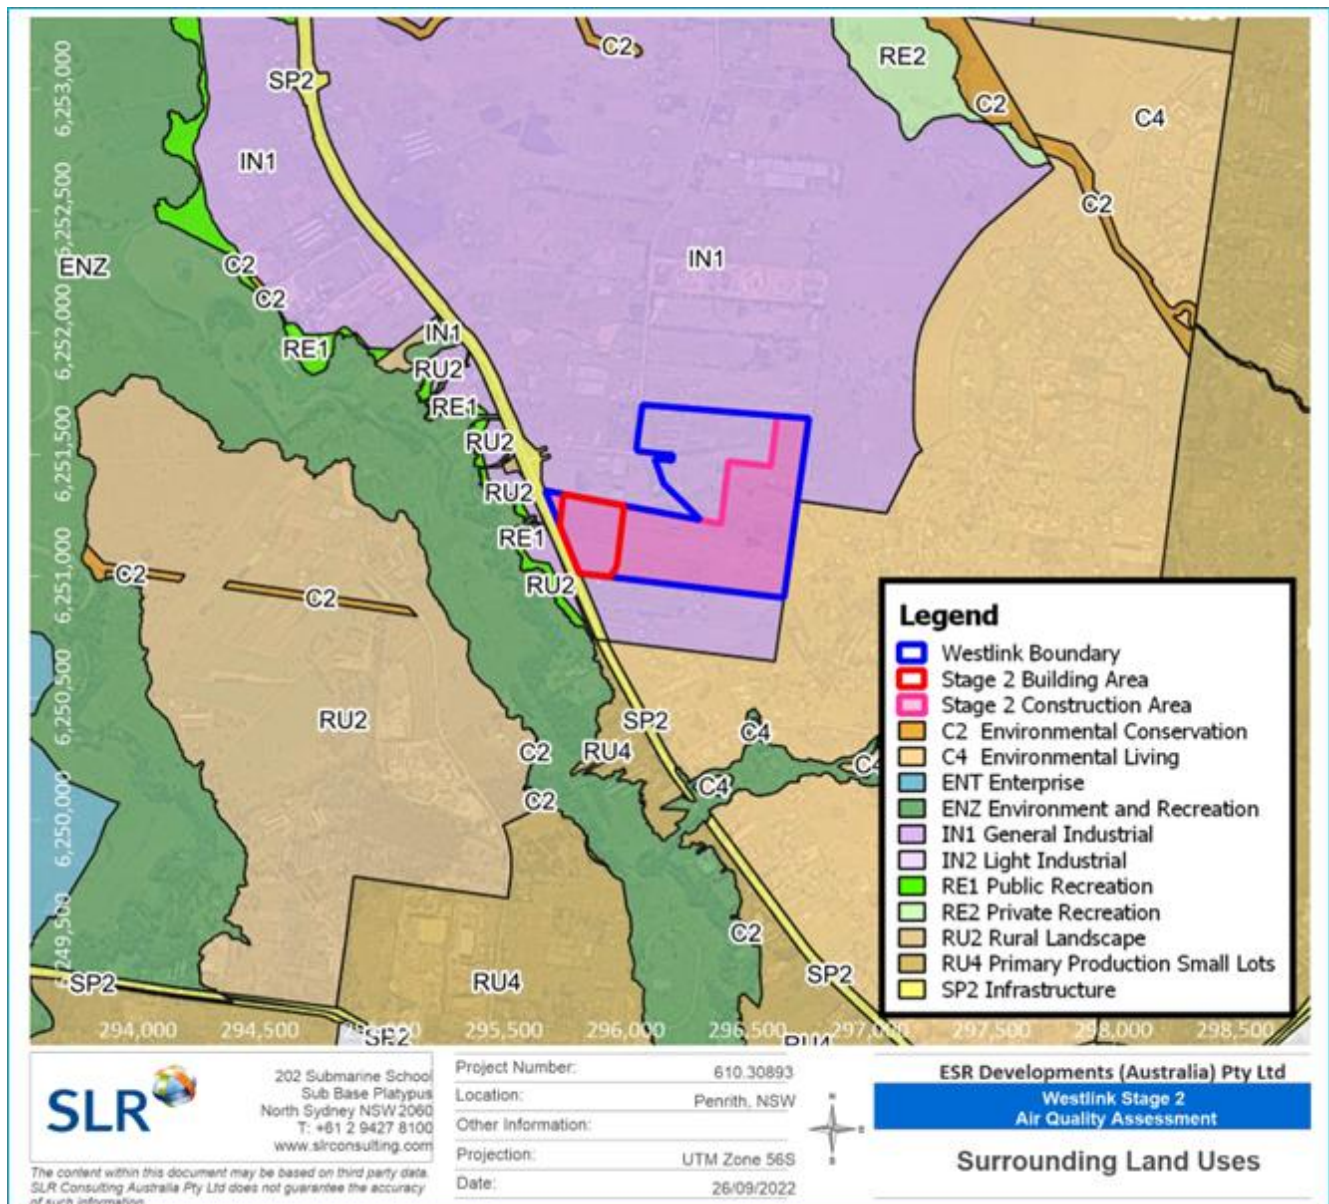 C2
RE2
SP2
C2
C4
6,253,000
IN1
C2
6,252,500
IN1
ENZ
C2
C2
6,252,000
IN1
RE1
RU2
RE1
6,251,500
RU2
RU2
RE1
6,251,000
C2
RU2
C2
Legend
Westlink Boundary
Stage 2 Building Area
Stage 2 Construction Area
C2 Environmental Conservation
C4 Environmental Living
ENT Enterprise
ENZ Environment and Recreation
IN1 General Industrial
IN2 Light Industrial
RE1 Public Recreation
RE2 Private Recreation
RU2 Rural Landscape
RU4 Primary Production Small Lots
SP2 Infrastructure
6,250,500
RU2
SP2
C4
C2
RU4
C4
C4
C2
6,250,000
C2
249,500
SP2
RU4
SP2
294,000
294,500
SP2
295,500
296,000
296,500
297,000
297,500
298,000
298,500
RU4
SLR
202 Submarine School
Sub Base Platypus
North Sydney NSW 2060
T: +61 2 9427 8100
www.slrconsulting.com
The content within this document may be based on third party data.
SLR Consulting Australia Pty Ltd does not guarantee the accuracy
of such information.
Project Number: 610.30893
Location: Penrith, NSW
Other Information:
Projection: UTM Zone 56S
Date: 26/09/2022
N
E
S
ESR Developments (Australia) Pty Ltd
Westlink Stage 2
Air Quality Assessment
Surrounding Land Uses